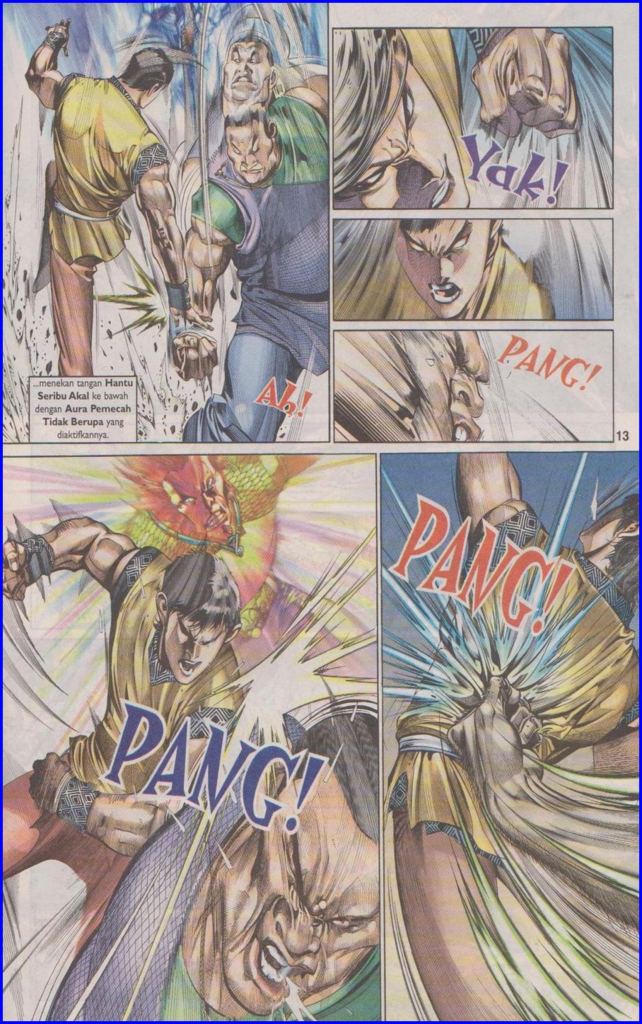 ...menekan tangan Hantu
Seribu Akal ke bawah
dengan Aura Pemecah
Tidak Berupa yang
diaktifkannya.
Ah!
Yak!
PANG!
13
PANG!
PANG!